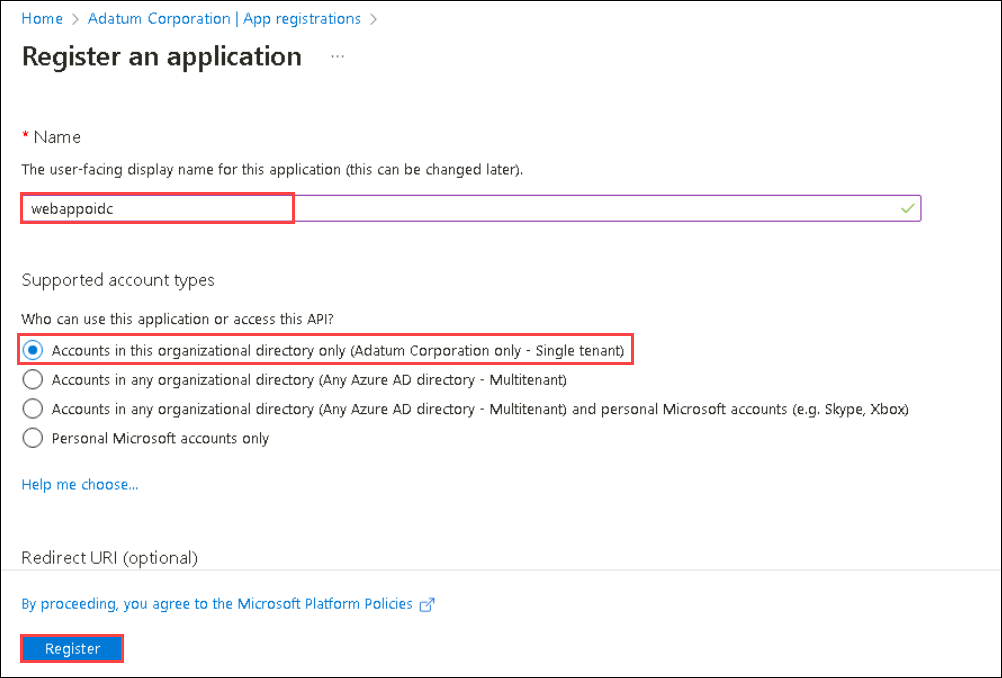 Home > Adatum Corporation | App registrations >
Register an application ...
* Name
The user-facing display name for this application (this can be changed later).
webappoidc
Supported account types
Who can use this application or access this API?
Accounts in this organizational directory only (Adatum Corporation only - Single tenant)
Accounts in any organizational directory (Any Azure AD directory - Multitenant)
Accounts in any organizational directory (Any Azure AD directory - Multitenant) and personal Microsoft accounts (e.g. Skype, Xbox)
Personal Microsoft accounts only
Help me choose...
Redirect URI (optional)
By proceeding, you agree to the Microsoft Platform Policies
Register